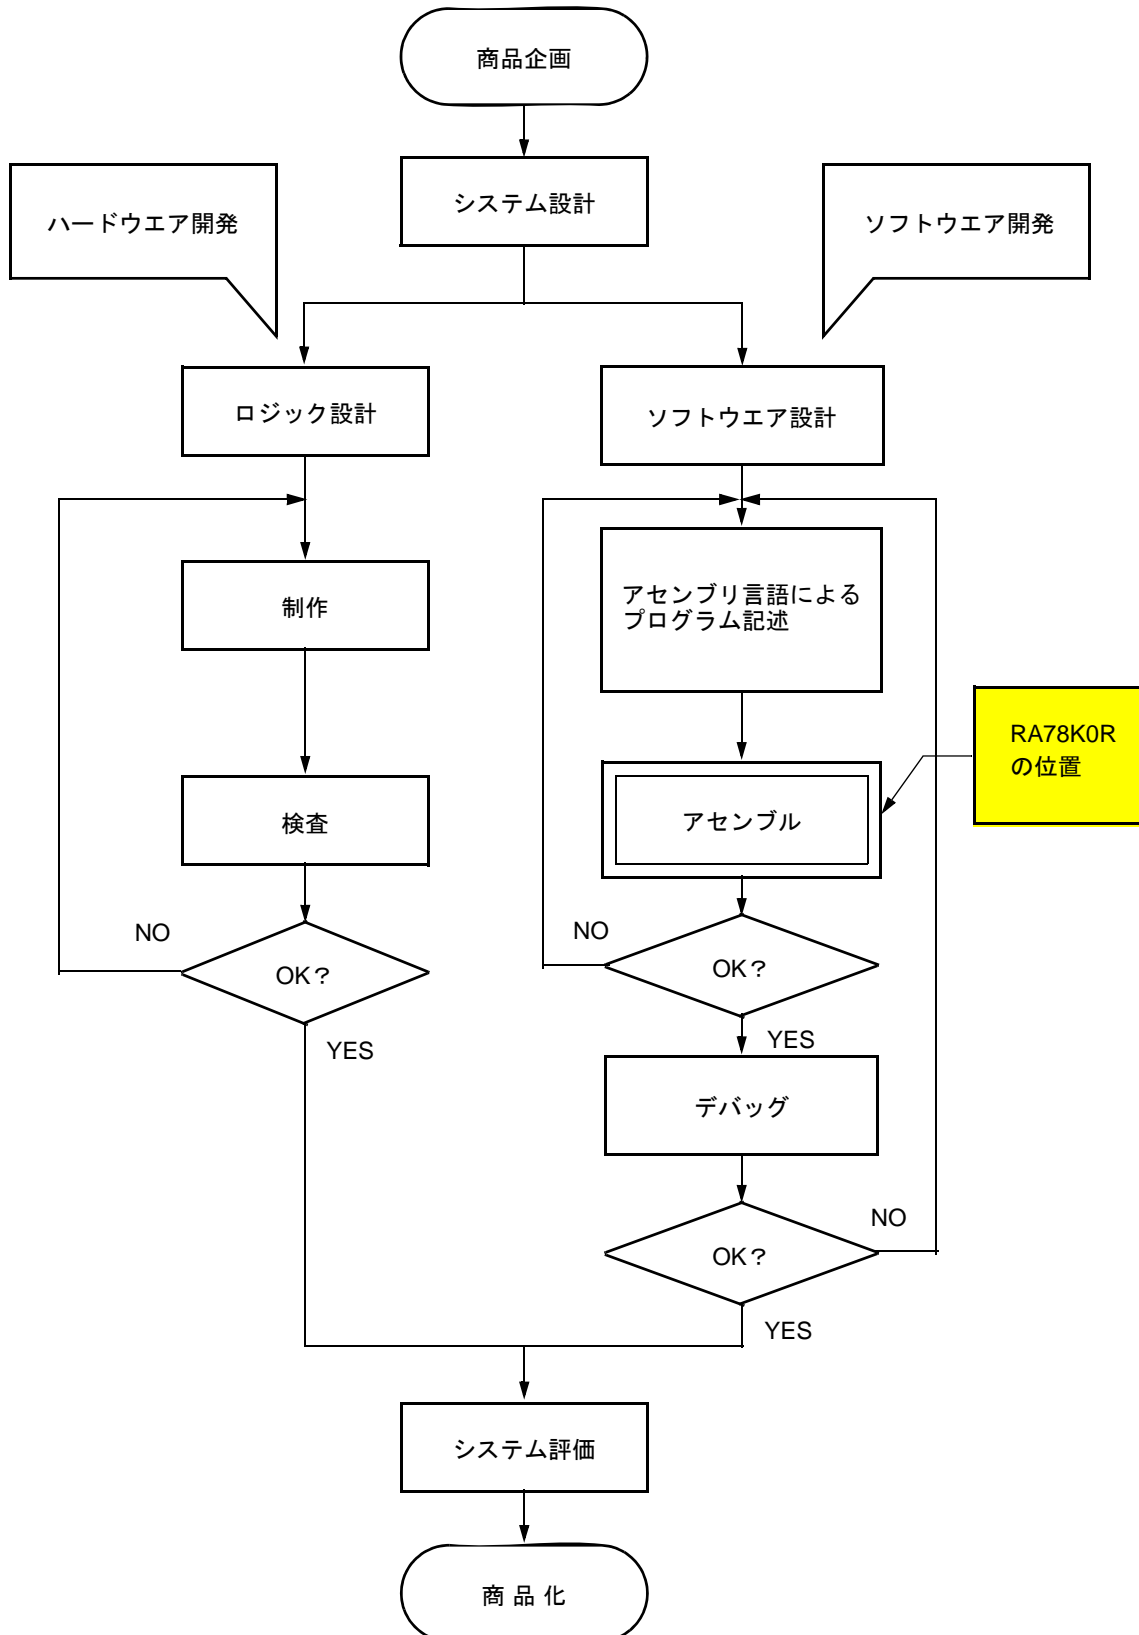 商品企画
システム設計
ハードウエア開発
ソフトウエア開発
ロジック設計
ソフトウエア設計
制作
アセンブリ言語による
プログラム記述
RA78K0R
の位置
検査
アセンブル
NO
OK？
YES
NO
OK？
YES
デバッグ
OK？
NO
YES
システム評価
商 品 化